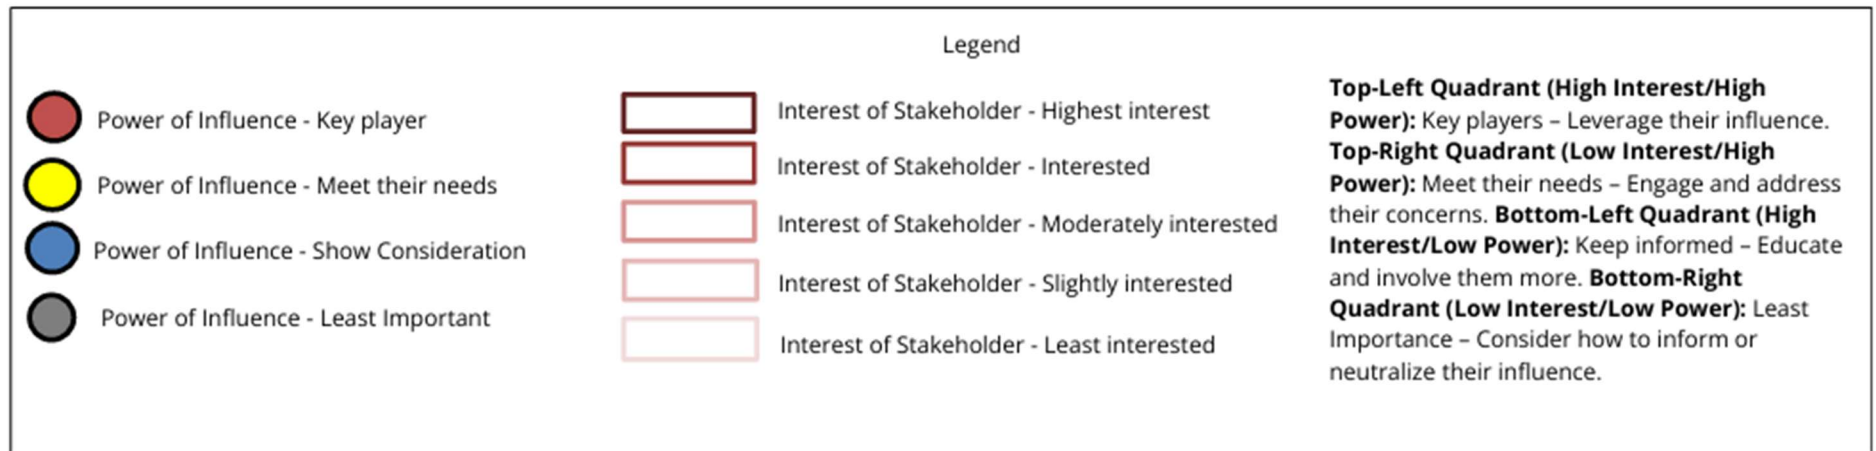 Legend
Power of Influence - Key player
Power of Influence - Meet their needs
Power of Influence - Show Consideration
Power of Influence - Least Important
Interest of Stakeholder - Highest interest
Interest of Stakeholder - Interested
Interest of Stakeholder - Moderately interested
Interest of Stakeholder - Slightly interested
Interest of Stakeholder - Least interested
Top-Left Quadrant (High Interest/High
Power): Key players – Leverage their influence.
Top-Right Quadrant (Low Interest/High
Power): Meet their needs – Engage and address
their concerns. Bottom-Left Quadrant (High
Interest/Low Power): Keep informed – Educate
and involve them more. Bottom-Right
Quadrant (Low Interest/Low Power): Least
Importance – Consider how to inform or
neutralize their influence.